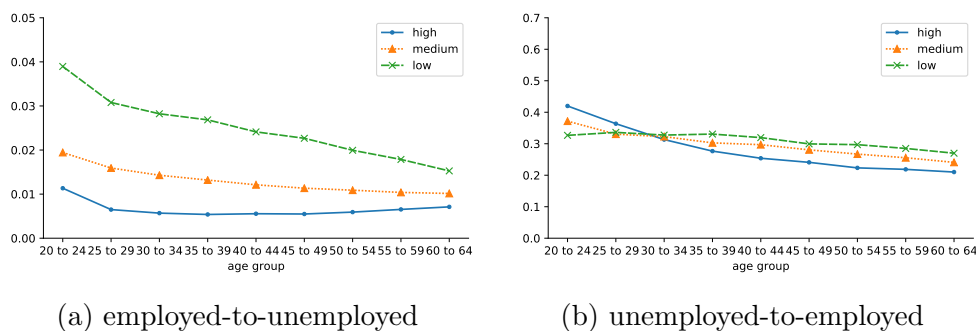 0.05
0.04
0.03
0.02
0.01
0.00
high
medium
low
20 to 24 25 to 29 30 to 34 35 to 39 40 to 44 45 to 49 50 to 54 55 to 59 60 to 64
age group
(a) employed-to-unemployed
0.7
0.6
0.5
0.4
0.3
0.2
0.1
0.0
high
medium
low
20 to 24 25 to 29 30 to 34 35 to 39 40 to 44 45 to 49 50 to 54 55 to 59 60 to 64
age group
(b) unemployed-to-employed